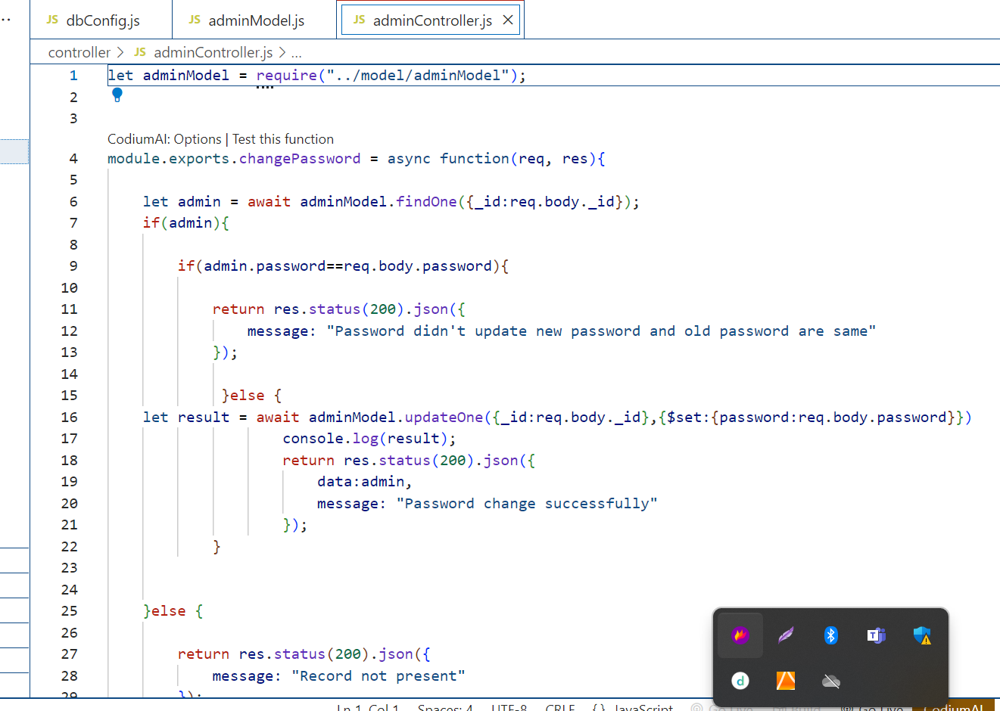 JS dbConfig.js
JS adminModel.js
JS adminController.js
controller > JS adminController.js > ...
1 let adminModel = require("../model/adminModel");
2
3
CodiumAI: Options | Test this function
4 module.exports.changePassword = async function(req, res){
5
6 let admin = await adminModel.findOne({_id:req.body._id});
7 if(admin){
8
9 if(admin.password==req.body.password){
10
11 return res.status(200).json({
12 message: "Password didn't update new password and old password are same"
13 });
14
15 }else {
16 let result = await adminModel.updateOne({_id:req.body._id},{$set:{password:req.body.password}})
17 console.log(result);
18 return res.status(200).json({
19 data:admin,
20 message: "Password change successfully"
21 });
22 }
23
24
25 }else {
26
27 return res.status(200).json({
28 message: "Record not present"
29 });
Ln 1, Col 1 Spaces: 4 UTF-8 CRLF {} JavaScript Go Live Go Live CodiumAI